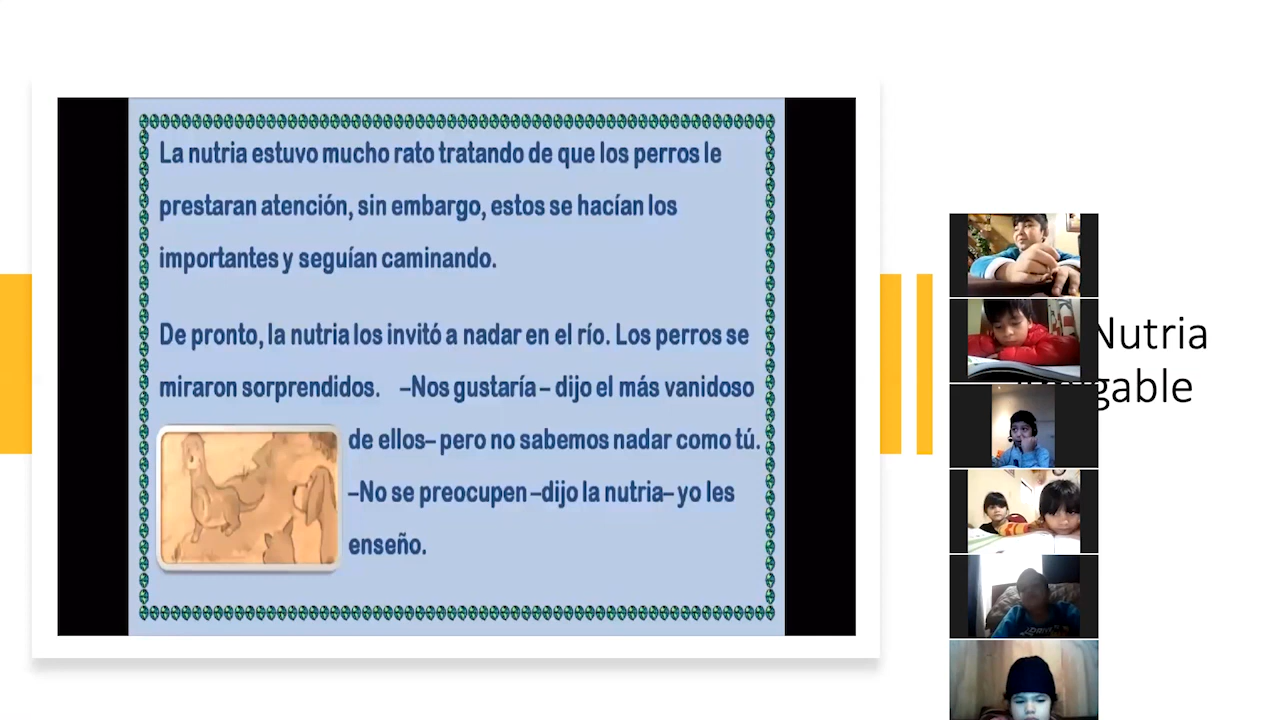 La nutria estuvo mucho rato tratando de que los perros le
prestaran atención, sin embargo, estos se hacían los
importantes y seguían caminando.
De pronto, la nutria los invitó a nadar en el río. Los perros se
miraron sorprendidos. –Nos gustaría – dijo el más vanidoso
de ellos– pero no sabemos nadar como tú.
–No se preocupen –dijo la nutria– yo les
enseño.
Nutria